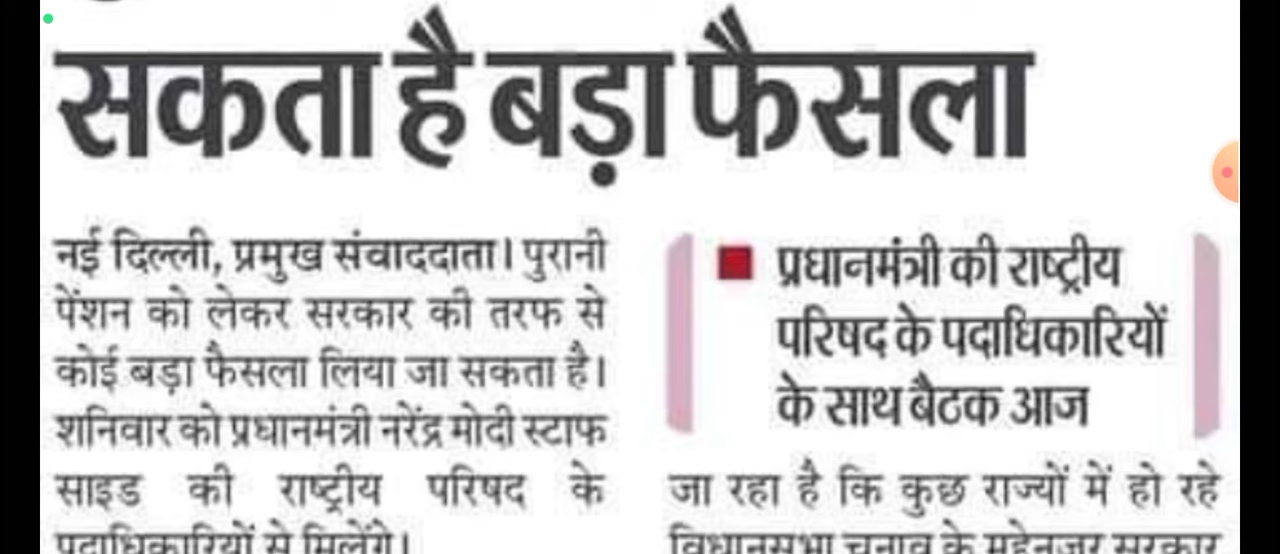 सकता है बड़ा फैसला
नई दिल्ली, प्रमुख संवाददाता। पुरानी
पेंशन को लेकर सरकार की तरफ से
कोई बड़ा फैसला लिया जा सकता है।
शनिवार को प्रधानमंत्री नरेंद्र मोदी स्टाफ
साइड की राष्ट्रीय परिषद के
पदाधिकारियों से मिलेंगे।
प्रधानमंत्री की राष्ट्रीय
परिषद के पदाधिकारियों
के साथ बैठक आज
जा रहा है कि कुछ राज्यों में हो रहे
विधानसभा चुनाव के मद्देनजर सरकार